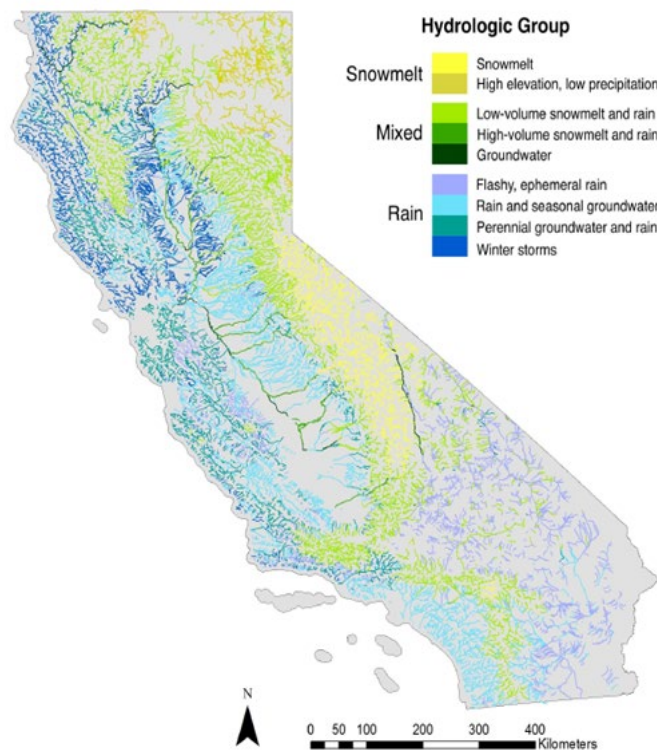 Hydrologic Group
Snowmelt
Snowmelt
High elevation, low precipitation
Mixed
Low-volume snowmelt and rain
High-volume snowmelt and rain
Groundwater
Rain
Flashy, ephemeral rain
Rain and seasonal groundwater
Perennial groundwater and rain
Winter storms
N
0 50 100 200 300 400
Kilometers